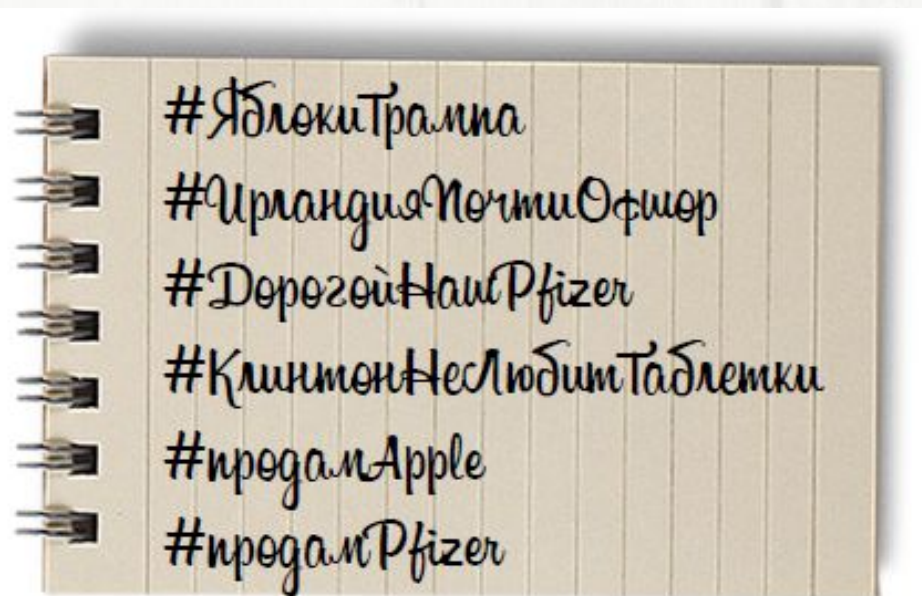 #ЯблокиТрампа
#ИрландияПочтиОфшор
#ДорогойНашPfizer
#КлинтонНеЛюбитТаблетки
#продамApple
#продамPfizer